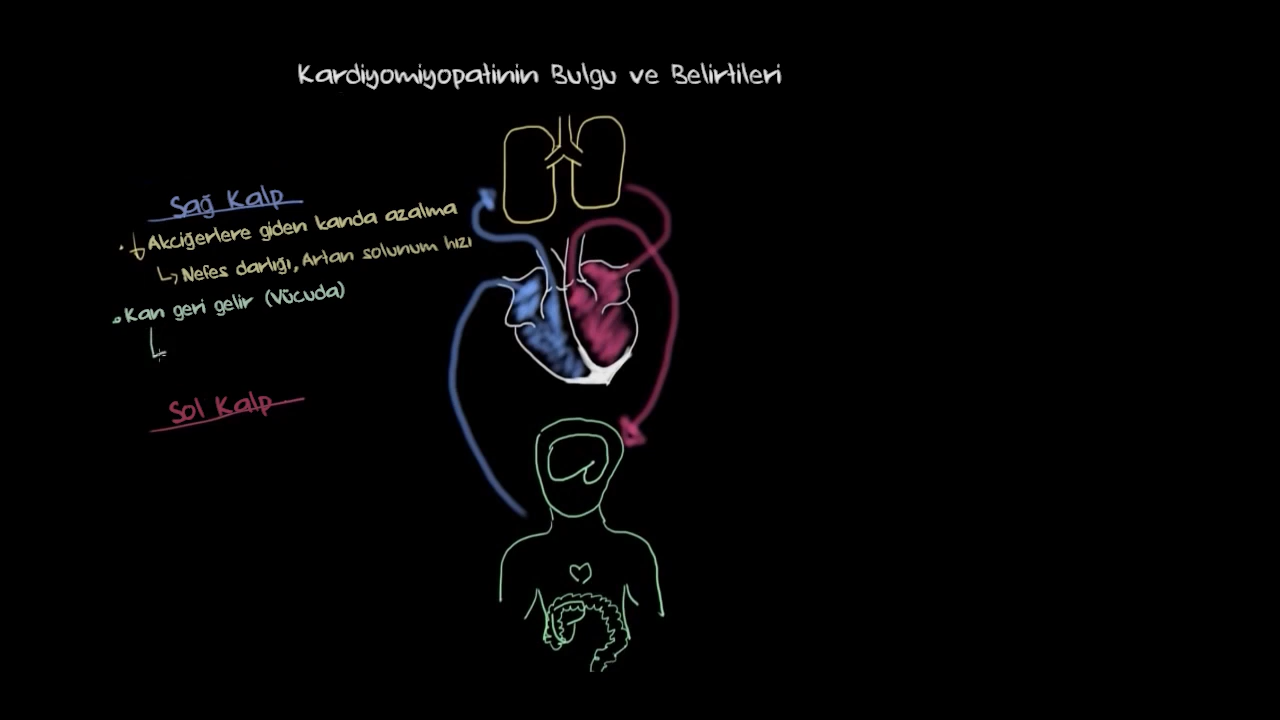 Kardiyomiyopatinin Bulgu ve Belirtileri
Sağ Kalp
. ↓ Akciğerlere giden kanda azalma
↳ Nefes darlığı, Artan solunum hızı
. Kan geri gelir (Vücuda)
Sol Kalp